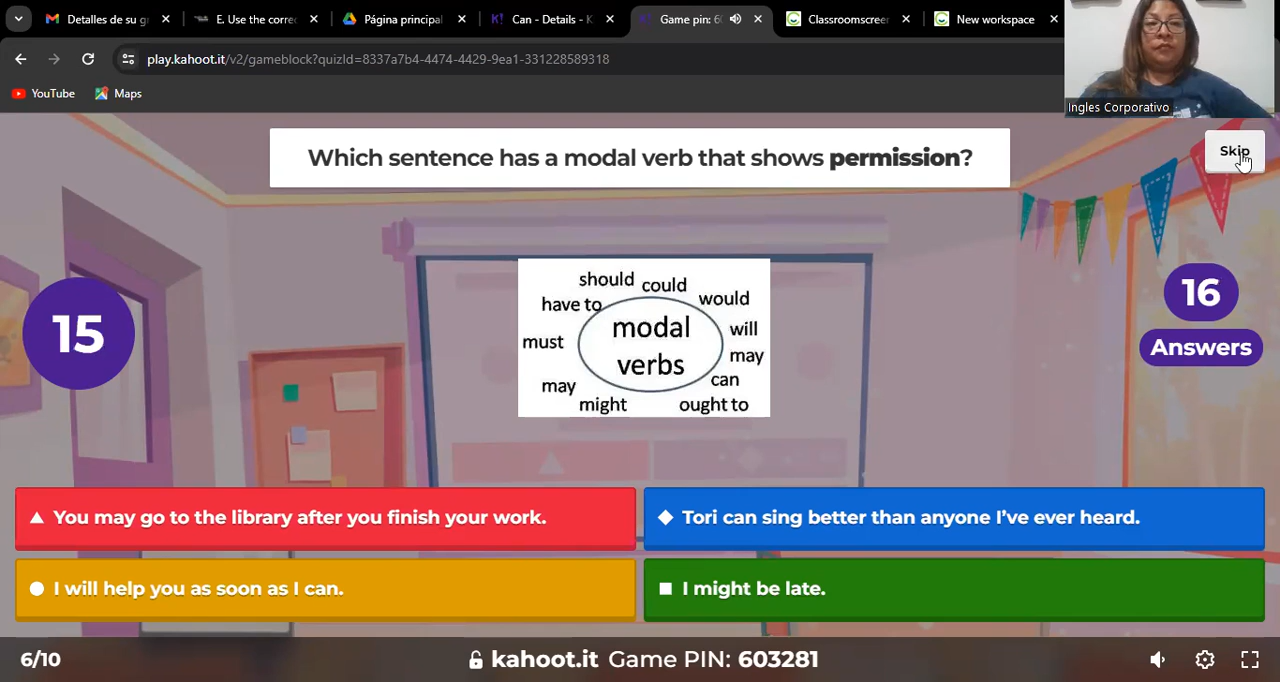 Detalles de su gr
E. Use the correc
Página principal
Can - Details - K
Game pin: 60
Classroomscreen
New workspace
play.kahoot.it/v2/gameblock?quizId=8337a7b4-4474-4429-9ea1-331228589318
YouTube
Maps
Ingles Corporativo
Which sentence has a modal verb that shows permission?
Skip
15
should
could
would
have to
modal
verbs
will
must
may
can
may
might
ought to
16
Answers
You may go to the library after you finish your work.
Tori can sing better than anyone I've ever heard.
I will help you as soon as I can.
I might be late.
6/10
kahoot.it Game PIN: 603281